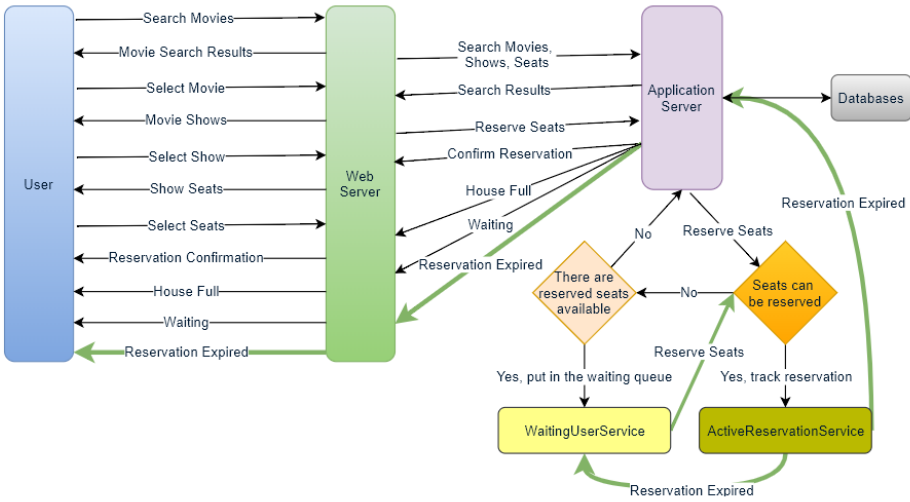 Search Movies
Movie Search Results
Select Movie
Movie Shows
Select Show
Show Seats
Select Seats
Reservation Confirmation
House Full
Waiting
Reservation Expired
User
Web
Server
Search Movies,
Shows, Seats
Search Results
Reserve Seats
Confirm Reservation
House Full
Waiting
Reservation Expired
Application
Server
Databases
Reservation Expired
No
Reserve Seats
There are
reserved seats
available
No
Seats can
be reserved
Reserve Seats
Yes, put in the waiting queue
Yes, track reservation
WaitingUserService
ActiveReservationService
Reservation Expired